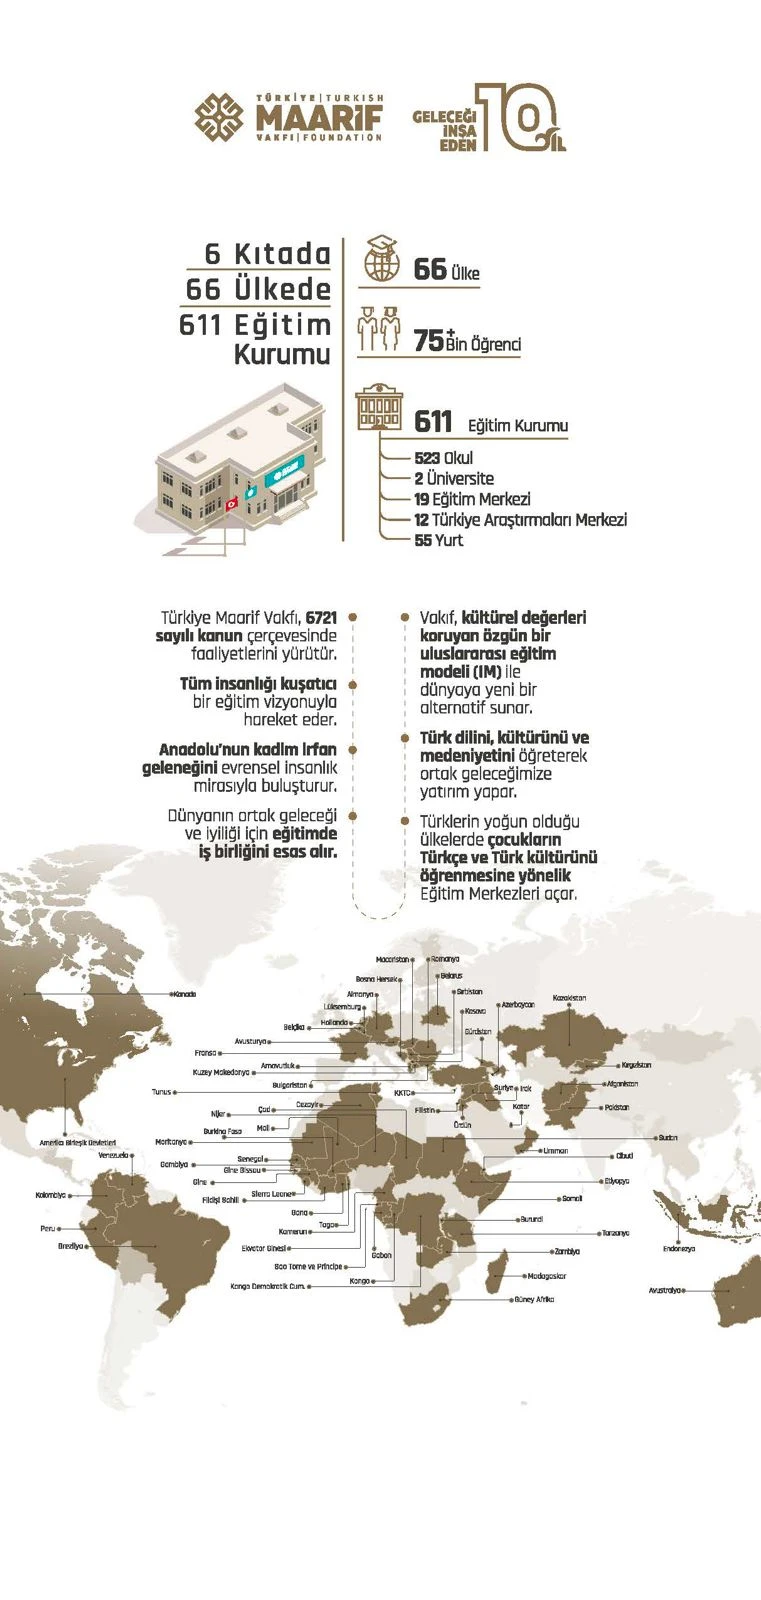 TÜRKİYE | TURKISH
MAARİF
VAKFI | FOUNDATION
GELECEĞİ
İNŞA
EDEN
10
YIL
6 Kıtada
66 Ülkede
611 Eğitim
Kurumu
66 Ülke
75+ Bin Öğrenci
611 Eğitim Kurumu
523 Okul
2 Üniversite
19 Eğitim Merkezi
12 Türkiye Araştırmaları Merkezi
55 Yurt
Türkiye Maarif Vakfı, 6721
sayılı kanun çerçevesinde
faaliyetlerini yürütür.
Tüm insanlığı kuşatıcı
bir eğitim vizyonuyla
hareket eder.
Anadolu'nun kadim irfan
geleneğini evrensel insanlık
mirasıyla buluşturur.
Dünyanın ortak geleceği
ve iyiliği için eğitimde
iş birliğini esas alır.
Vakıf, kültürel değerleri
koruyan özgün bir
uluslararası eğitim
modeli (IM) ile
dünyaya yeni bir
alternatif sunar.
Türk dilini, kültürünü ve
medeniyetini öğreterek
ortak geleceğimize
yatırım yapar.
Türklerin yoğun olduğu
ülkelerde çocukların
Türkçe ve Türk kültürünü
öğrenmesine yönelik
Eğitim Merkezleri açar.
Macaristan
Romanya
Bosna Hersek
Belarus
Almanya
Sırbistan
Kanada
Lüksemburg
Kosova
Azerbaycan
Kazakistan
Belçika
Hollanda
Gürcistan
Avusturya
Fransa
Arnavutluk
Kuzey Makedonya
Kırgızistan
Bulgaristan
Suriye
Irak
Afganistan
Tunus
KKTC
Cezayir
Katar
Pakistan
Nijer
Çad
Filistin
Ürdün
Burkina Faso
Mali
Amerika Birleşik Devletleri
Moritanya
Sudan
Venezuela
Umman
Cibuti
Gambiya
Senegal
Gine Bissau
Gine
Etiyopya
Kolombiya
Sierra Leone
Fildişi Sahili
Somali
Gana
Togo
Burundi
Peru
Kamerun
Tanzanya
Brezilya
Ekvator Ginesi
Gabon
Zambiya
Endonezya
Sao Tome ve Principe
Kongo
Madagaskar
Kongo Demokratik Cum.
Avustralya
Güney Afrika